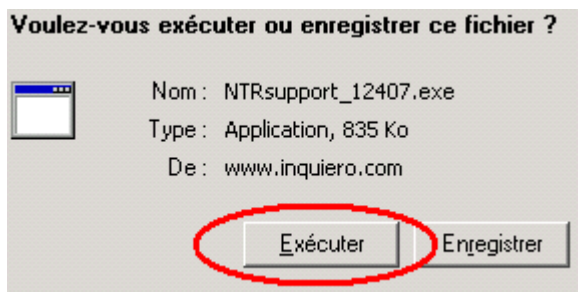 Voulez-vous exécuter ou enregistrer ce fichier ?
Nom : NTRsupport_12407.exe
Type : Application, 835 Ko
De : www.inquiero.com
Exécuter Enregistrer